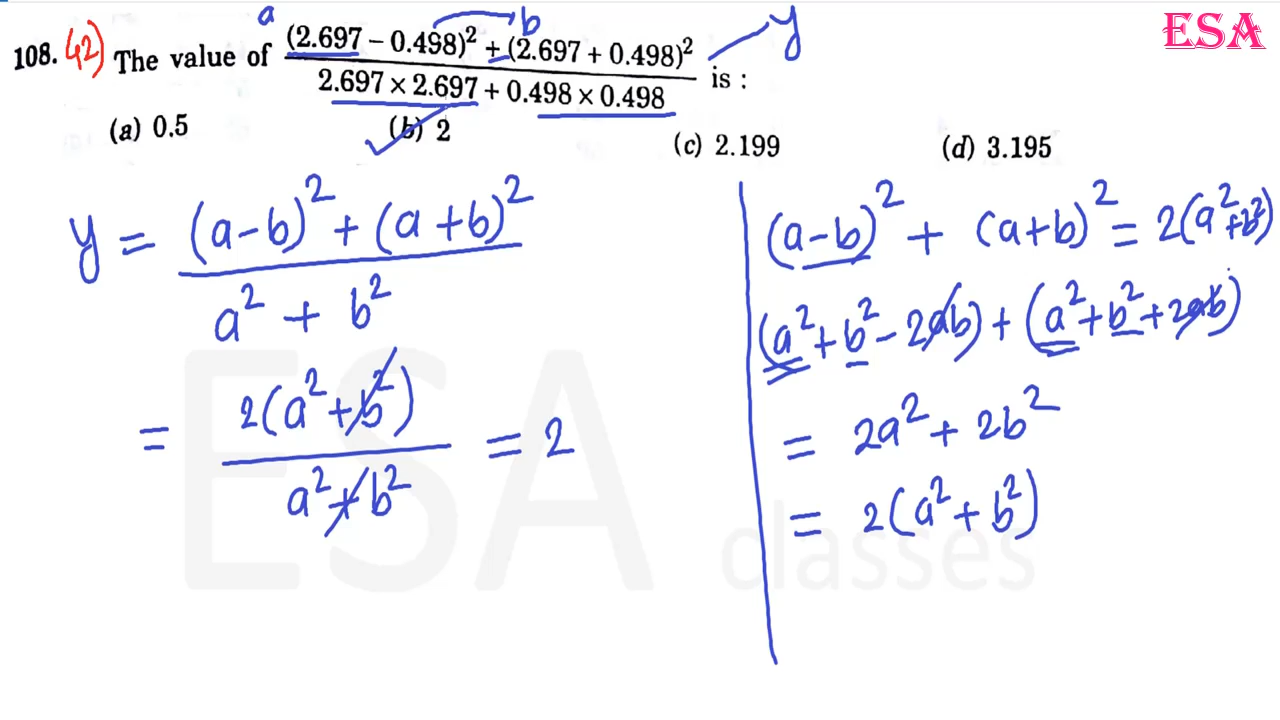 ESA
a b y
108. 42) The value of \frac{(2.697 – 0.498)² + (2.697 + 0.498)²}{2.697 × 2.697 + 0.498 × 0.498} is :
(a) 0.5 (b) 2 (c) 2.199 (d) 3.195
y = \frac{(a-b)² + (a+b)²}{a² + b²}
= \frac{2(a²+b²)}{a²+b²} = 2
(a-b)² + (a+b)² = 2(a²+b²)
(a²+b²-2ab) + (a²+b²+2ab)
= 2a² + 2b²
= 2(a² + b²)
ESA
classes